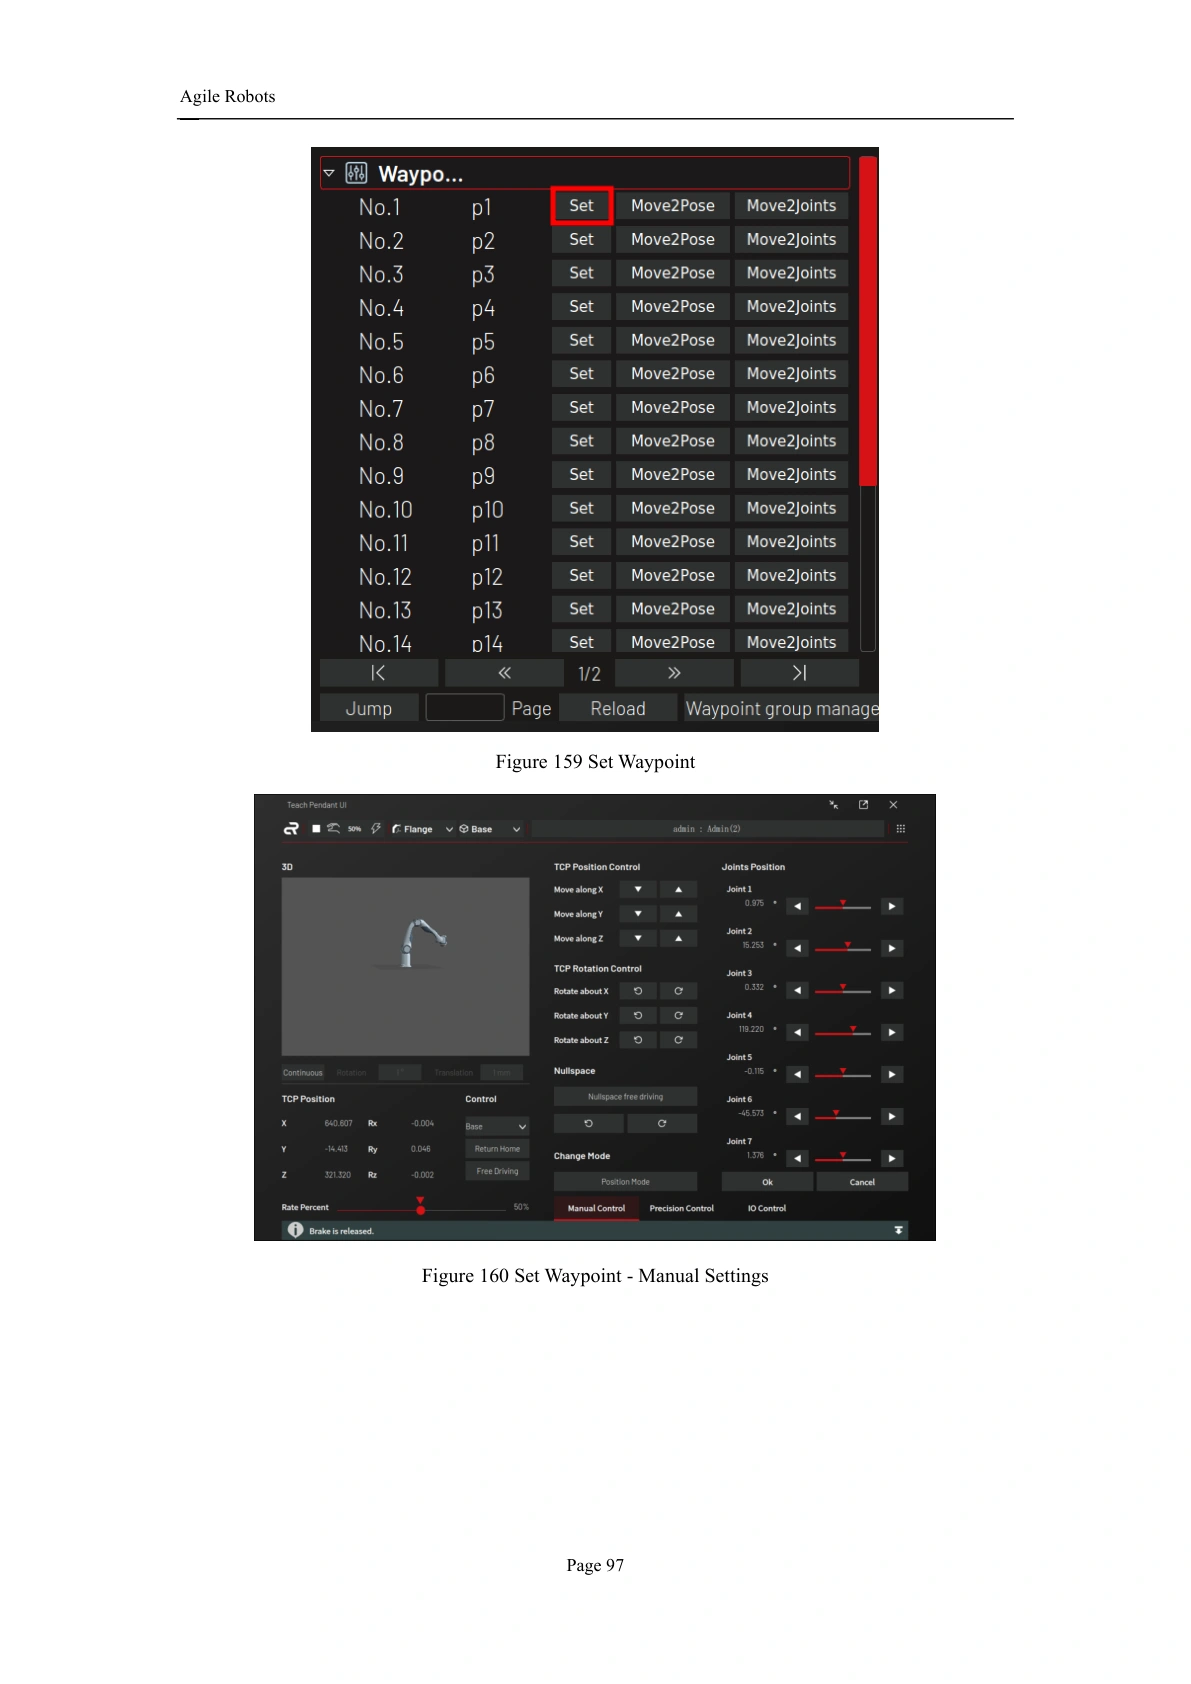 Agile Robots
Waypo...
No.1 p1 Set Move2Pose Move2Joints
No.2 p2 Set Move2Pose Move2Joints
No.3 p3 Set Move2Pose Move2Joints
No.4 p4 Set Move2Pose Move2Joints
No.5 p5 Set Move2Pose Move2Joints
No.6 p6 Set Move2Pose Move2Joints
No.7 p7 Set Move2Pose Move2Joints
No.8 p8 Set Move2Pose Move2Joints
No.9 p9 Set Move2Pose Move2Joints
No.10 p10 Set Move2Pose Move2Joints
No.11 p11 Set Move2Pose Move2Joints
No.12 p12 Set Move2Pose Move2Joints
No.13 p13 Set Move2Pose Move2Joints
No.14 p14 Set Move2Pose Move2Joints
1/2
Jump Page Reload Waypoint group manage
Figure 159 Set Waypoint
Teach Pendant UI
50% Flange Base admin : Admin(2)
3D
Continuous Rotation 1° Translation 1mm
TCP Position Control
X 640.607 Rx -0.004 Base
Y -14.413 Ry 0.046 Return Home
Z 321.320 Rz -0.002 Free Driving
Rate Percent 50%
TCP Position Control
Move along X
Move along Y
Move along Z
TCP Rotation Control
Rotate about X
Rotate about Y
Rotate about Z
Nullspace
Nullspace free driving
Change Mode
Position Mode
Joints Position
Joint 1
0.975 °
Joint 2
15.253 °
Joint 3
0.332 °
Joint 4
119.220 °
Joint 5
-0.115 °
Joint 6
-45.573 °
Joint 7
1.376 °
Ok Cancel
Manual Control Precision Control IO Control
Brake is released.
Figure 160 Set Waypoint - Manual Settings
Page 97